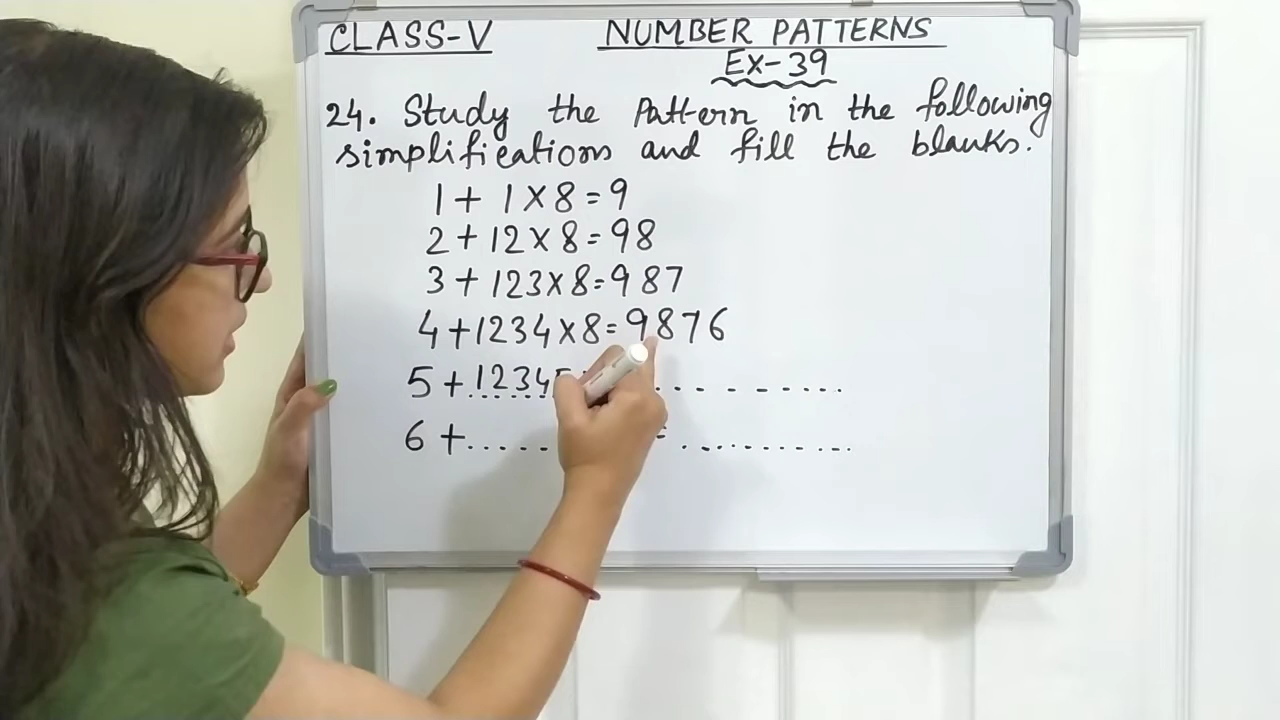 CLASS-V NUMBER PATTERNS
Ex-39
24. Study the Pattern in the following
simplifications and fill the blanks.
1 + 1 × 8 = 9
2 + 12 × 8 = 98
3 + 123 × 8 = 987
4 + 1234 × 8 = 9876
5 + 12345 ..........
6 + ..... = ..........